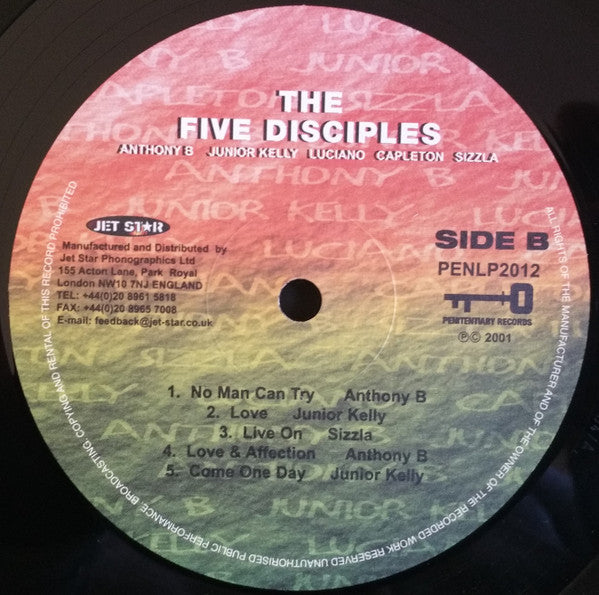 THE
FIVE DISCIPLES
ANTHONY B JUNIOR KELLY LUCIANO CAPLETON SIZZLA
JET STAR
Manufactured and Distributed by
Jet Star Phonographics Ltd
155 Acton Lane, Park Royal
London NW10 7NJ ENGLAND
TEL: +44(0)20 8961 5818
FAX: +44(0)20 8965 7008
E-mail: feedback@jet-star.co.uk
SIDE B
PENLP2012
PENITENTIARY RECORDS
℗© 2001
1. No Man Can Try Anthony B
2. Love Junior Kelly
3. Live On Sizzla
4. Love & Affection Anthony B
5. Come One Day Junior Kelly
ALL RIGHTS OF THE MANUFACTURER AND OF THE OWNER OF THE RECORDED WORK RESERVED UNAUTHORISED PUBLIC PERFORMANCE, BROADCASTING, COPYING AND RENTAL OF THIS RECORD PROHIBITED